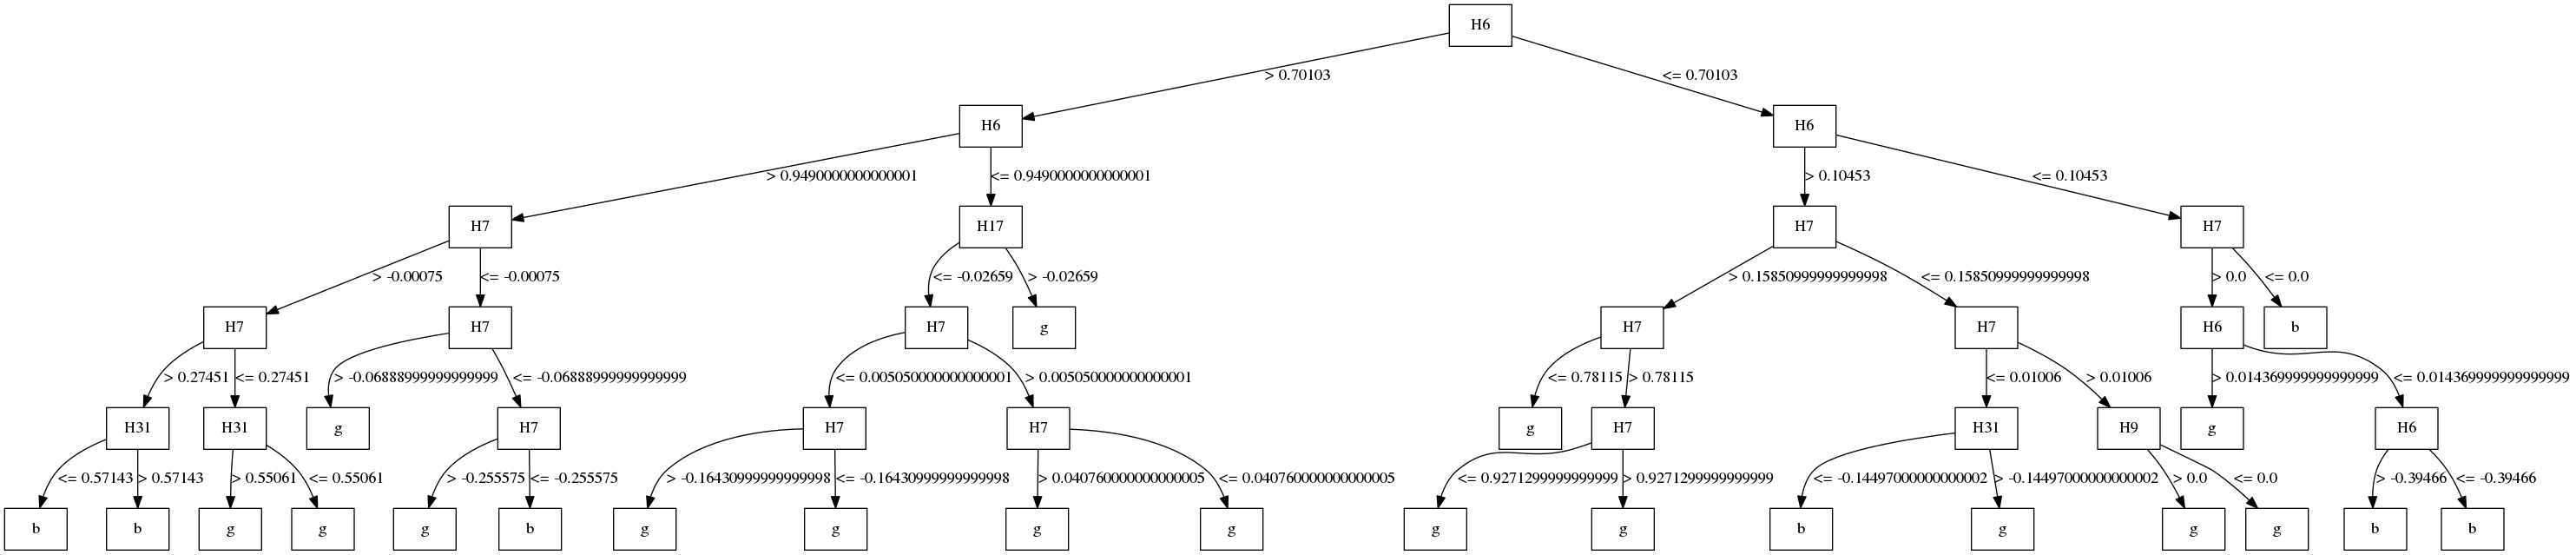 H6
> 0.70103
<= 0.70103
H6
H6
> 0.9490000000000001
<= 0.9490000000000001
> 0.10453
<= 0.10453
H7
H17
H7
H7
> -0.00075
<= -0.00075
<= -0.02659
> -0.02659
> 0.15850999999999998
<= 0.15850999999999998
> 0.0
<= 0.0
H7
H7
H7
g
H7
H7
H6
b
> 0.27451
<= 0.27451
> -0.06888999999999999
<= -0.06888999999999999
<= 0.005050000000000001
> 0.005050000000000001
<= 0.78115
> 0.78115
<= 0.01006
> 0.01006
> 0.014369999999999999
<= 0.014369999999999999
H31
H31
g
H7
H7
H7
g
H7
H31
H9
g
H6
<= 0.57143
> 0.57143
> 0.55061
<= 0.55061
> -0.255575
<= -0.255575
> -0.16430999999999998
<= -0.16430999999999998
> 0.040760000000000005
<= 0.040760000000000005
<= 0.9271299999999999
> 0.9271299999999999
<= -0.14497000000000002
> -0.14497000000000002
> 0.0
<= 0.0
> -0.39466
<= -0.39466
b
b
g
g
g
b
g
g
g
g
g
g
b
g
g
g
b
b